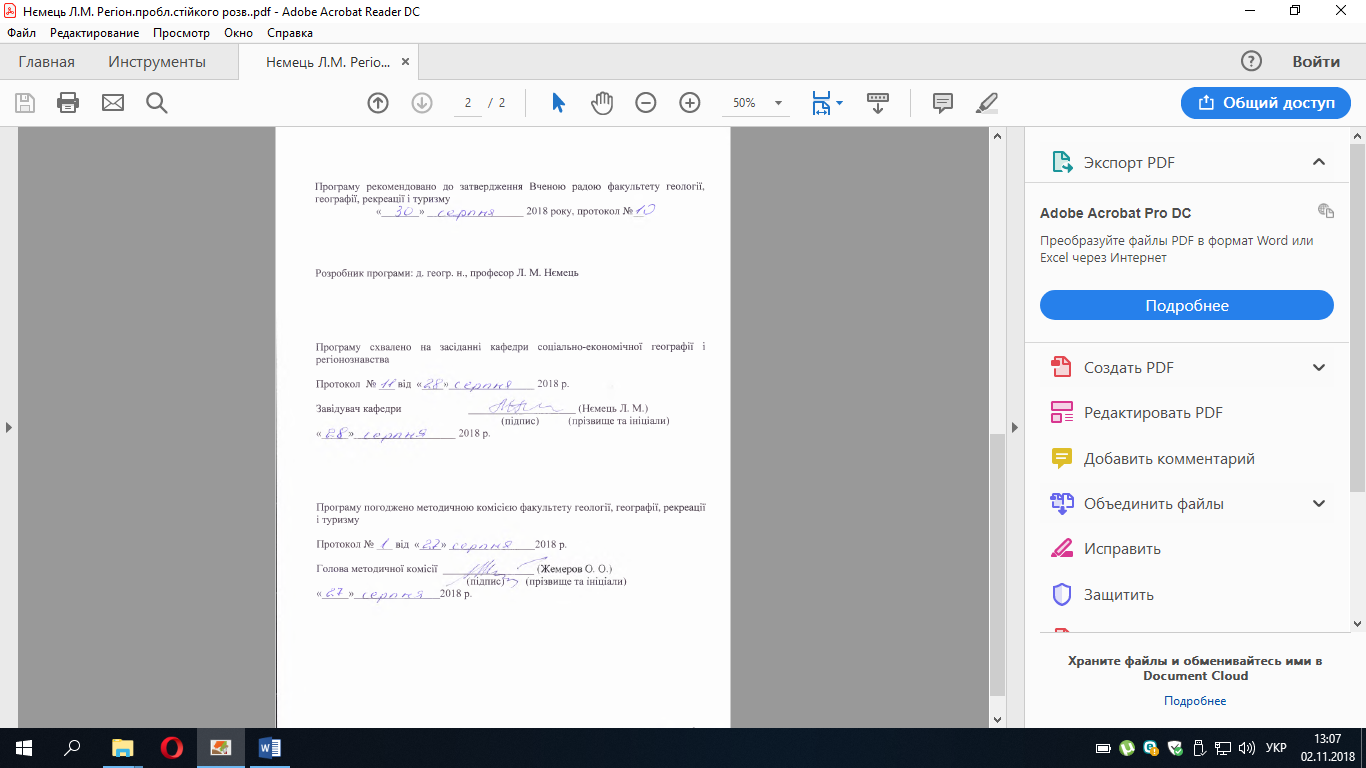 Нємець Л.М. Регіон.пробл.стійкого розв..pdf - Adobe Acrobat Reader DC
Файл Редактирование Просмотр Окно Справка
Главная Инструменты Нємець Л.М. Регіо... × Войти
2 / 2 50% Общий доступ
Програму рекомендовано до затвердження Вченою радою факультету геології,
географії, рекреації і туризму
« 30 » серпня 2018 року, протокол № 10
Розробник програми: д. геогр. н., професор Л. М. Нємець
Програму схвалено на засіданні кафедри соціально-економічної географії і
регіонознавства
Протокол № 11 від «28» серпня 2018 р.
Завідувач кафедри (Нємець Л. М.)
(підпис) (прізвище та ініціали)
« 28 » серпня 2018 р.
Програму погоджено методичною комісією факультету геології, географії, рекреації
і туризму
Протокол № 1 від «27» серпня 2018 р.
Голова методичної комісії (Жемеров О. О.)
(підпис) (прізвище та ініціали)
« 27 » серпня 2018 р.
Экспорт PDF
Adobe Acrobat Pro DC
Преобразуйте файлы PDF в формат Word или
Excel через Интернет
Подробнее
Создать PDF
Редактировать PDF
Добавить комментарий
Объединить файлы
Исправить
Защитить
Храните файлы и обменивайтесь ими в
Document Cloud
Подробнее
УКР
13:07
02.11.2018